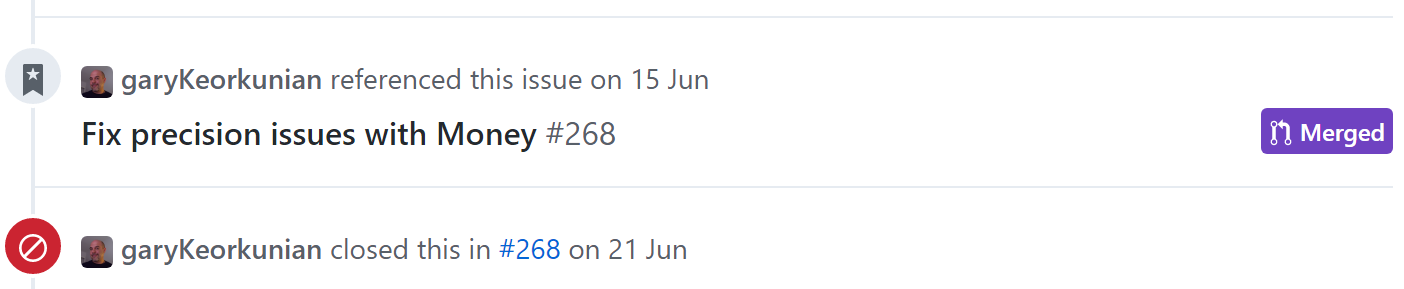 garyKeorkunian referenced this issue on 15 Jun
Fix precision issues with Money #268
Merged
garyKeorkunian closed this in #268 on 21 Jun